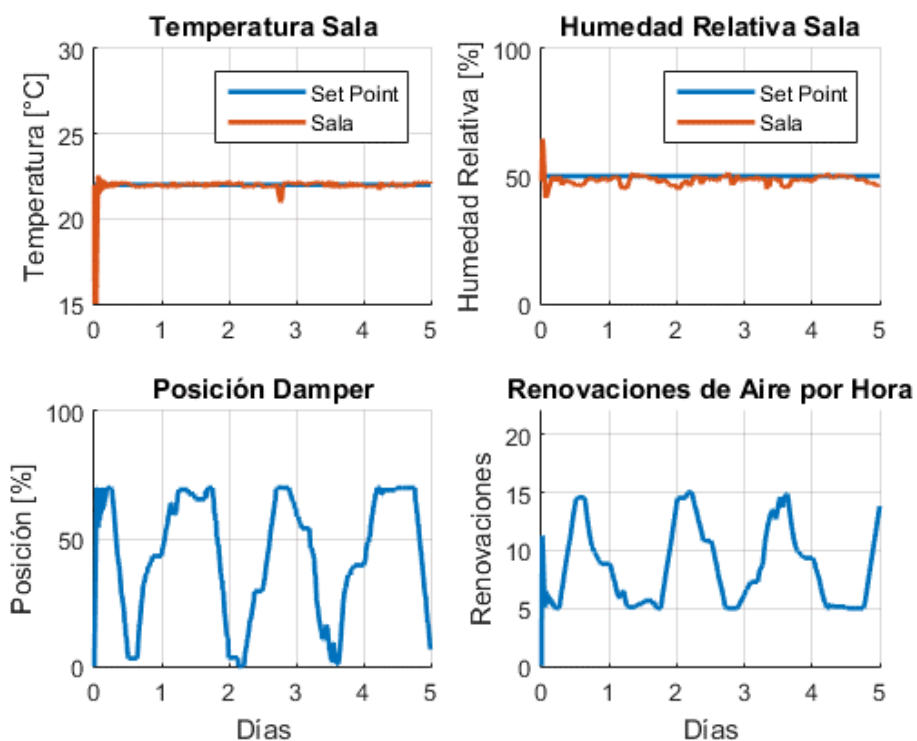 Temperatura Sala
Temperatura [°C]
30
25
20
15
Set Point
Sala
0 1 2 3 4 5
Humedad Relativa Sala
Humedad Relativa [%]
100
50
0
Set Point
Sala
0 1 2 3 4 5
Posición Damper
Posición [%]
100
50
0
0 1 2 3 4 5
Días
Renovaciones de Aire por Hora
Renovaciones
20
15
10
5
0
0 1 2 3 4 5
Días